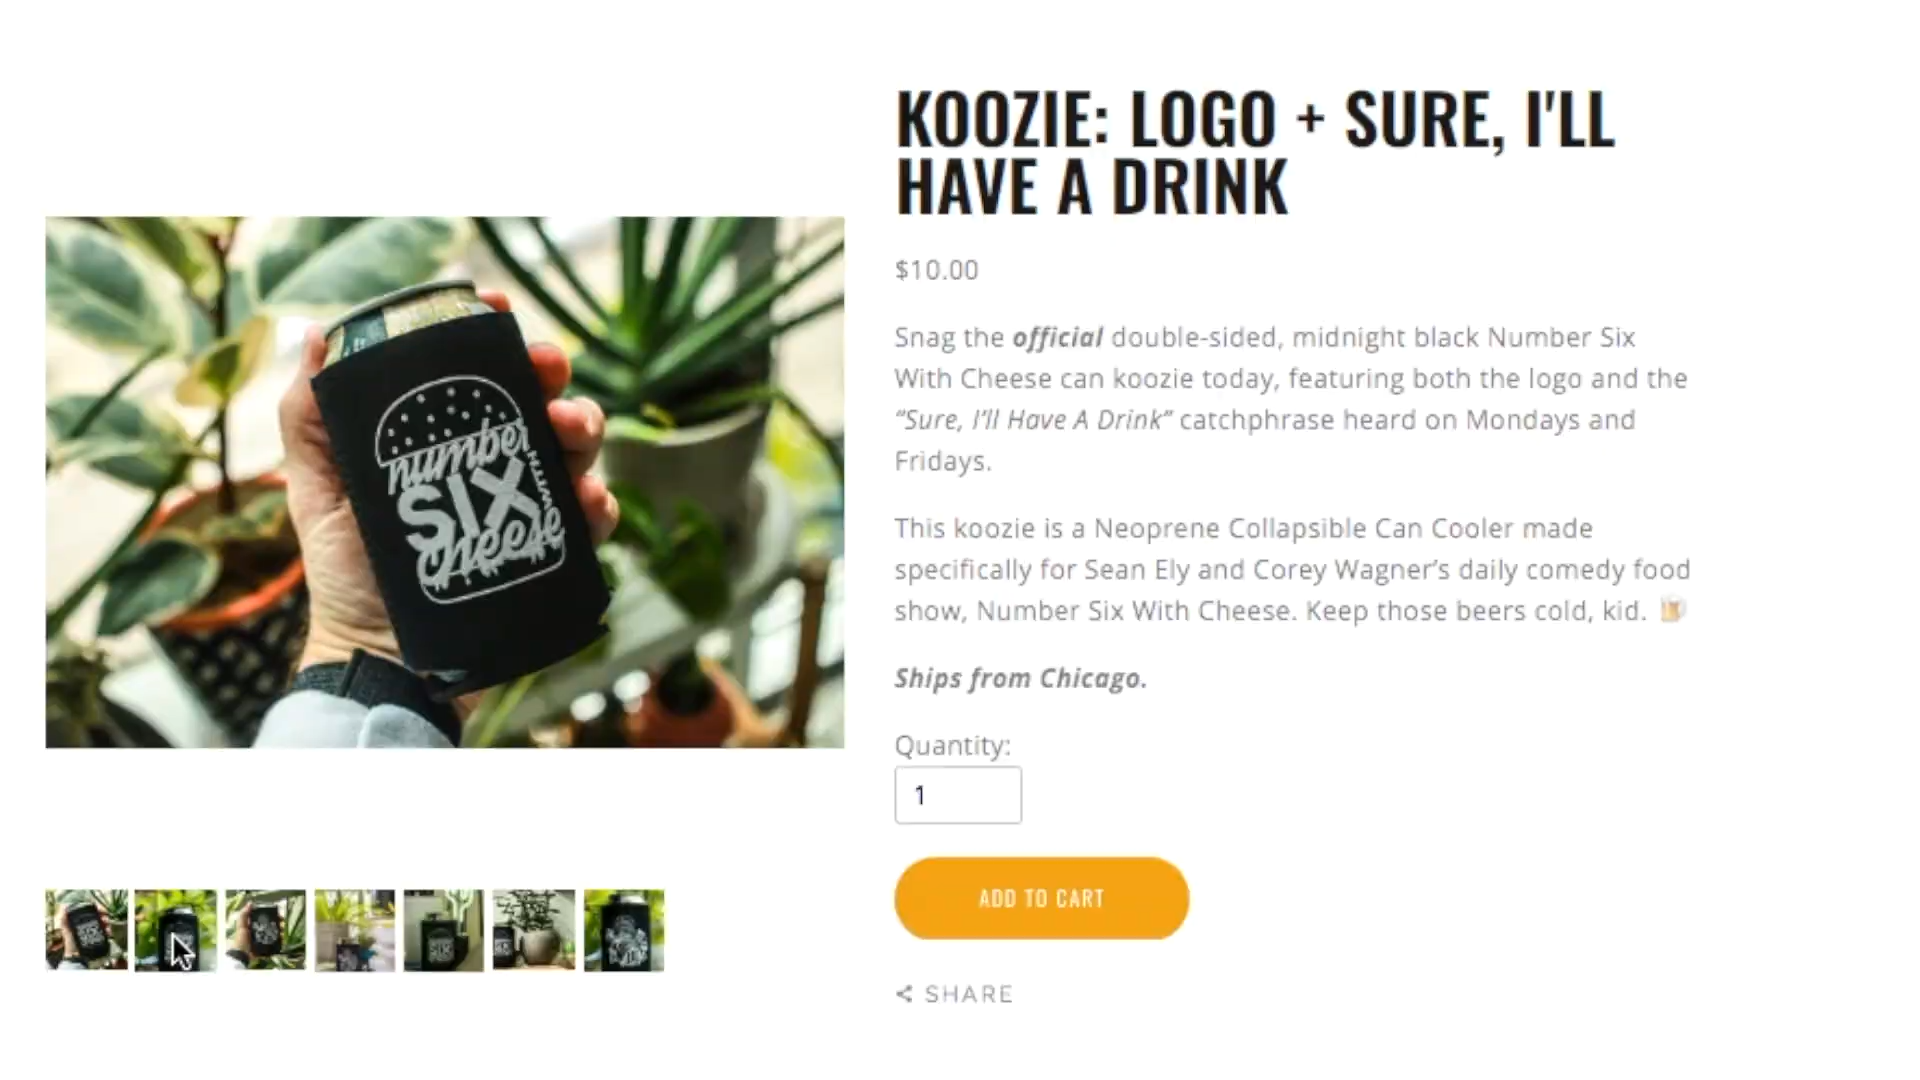 KOOZIE: LOGO + SURE, I'LL
HAVE A DRINK
$10.00
Snag the official double-sided, midnight black Number Six
With Cheese can koozie today, featuring both the logo and the
“Sure, I’ll Have A Drink” catchphrase heard on Mondays and
Fridays.
This koozie is a Neoprene Collapsible Can Cooler made
specifically for Sean Ely and Corey Wagner’s daily comedy food
show, Number Six With Cheese. Keep those beers cold, kid. 🍺
Ships from Chicago.
Quantity:
1
ADD TO CART
SHARE
number
SIX
WITH
cheese